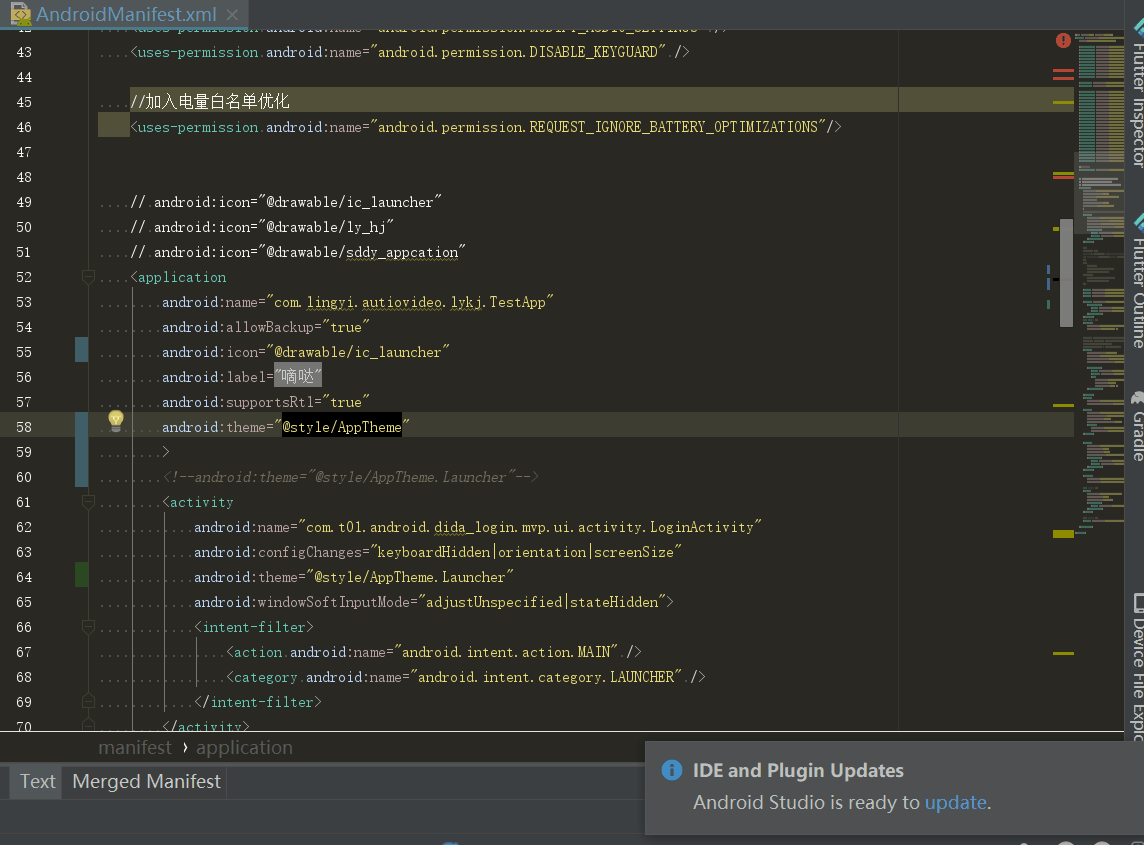 AndroidManifest.xml
43 <uses-permission android:name="android.permission.DISABLE_KEYGUARD" />
44
45 //加入电量白名单优化
46 <uses-permission android:name="android.permission.REQUEST_IGNORE_BATTERY_OPTIMIZATIONS"/>
47
48
49 // android:icon="@drawable/ic_launcher"
50 // android:icon="@drawable/ly_hj"
51 // android:icon="@drawable/sddy_appcation"
52 <application
53 android:name="com.lingyi.autiovideo.lykj.TestApp"
54 android:allowBackup="true"
55 android:icon="@drawable/ic_launcher"
56 android:label="嘀哒"
57 android:supportsRtl="true"
58 android:theme="@style/AppTheme"
59 >
60 <!--android:theme="@style/AppTheme.Launcher"-->
61 <activity
62 android:name="com.t01.android.dida_login.mvp.ui.activity.LoginActivity"
63 android:configChanges="keyboardHidden|orientation|screenSize"
64 android:theme="@style/AppTheme.Launcher"
65 android:windowSoftInputMode="adjustUnspecified|stateHidden">
66 <intent-filter>
67 <action android:name="android.intent.action.MAIN" />
68 <category android:name="android.intent.category.LAUNCHER" />
69 </intent-filter>
70 </activity>
manifest › application
Text Merged Manifest
IDE and Plugin Updates
Android Studio is ready to update.
Flutter Inspector
Flutter Outline
Gradle
Device File